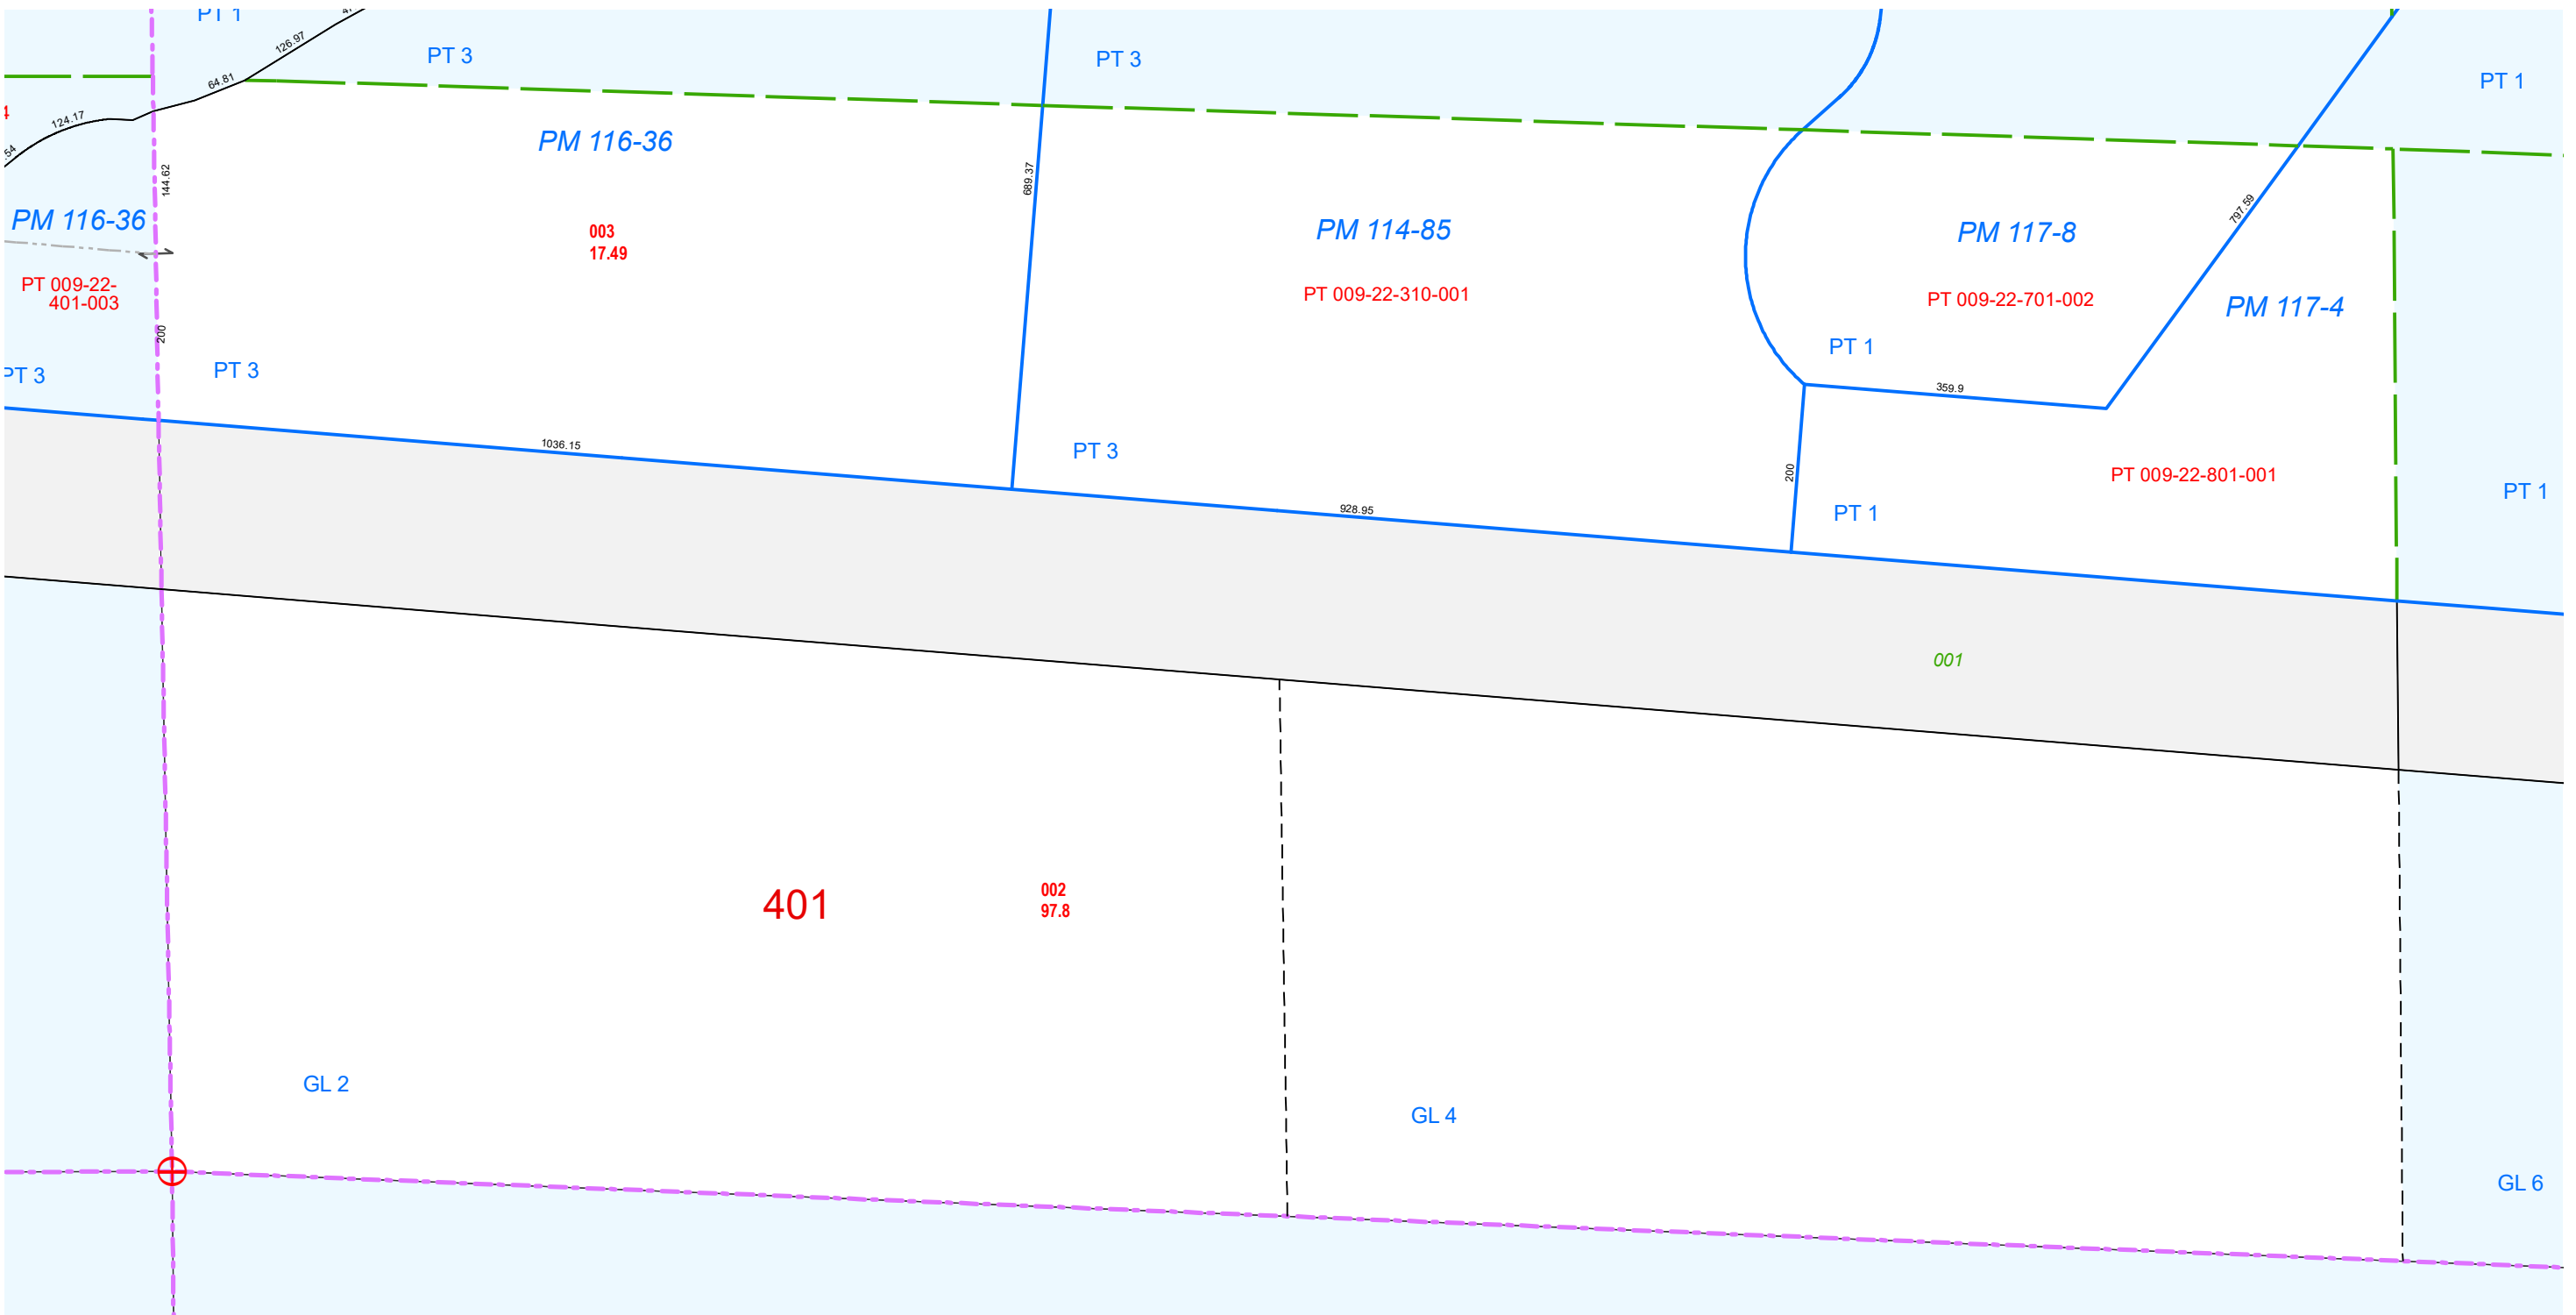 PT 1
126.97
PT 3
PT 3
PT 1
64.81
124.17
PM 116-36
144.62
689.37
797.59
PM 116-36
003
17.49
PM 114-85
PM 117-8
PT 009-22-
401-003
PT 009-22-310-001
PT 009-22-701-002
PM 117-4
200
PT 3
PT 3
PT 1
359.9
1036.15
PT 3
200
PT 009-22-801-001
PT 1
928.95
PT 1
001
401
002
97.8
GL 2
GL 4
GL 6